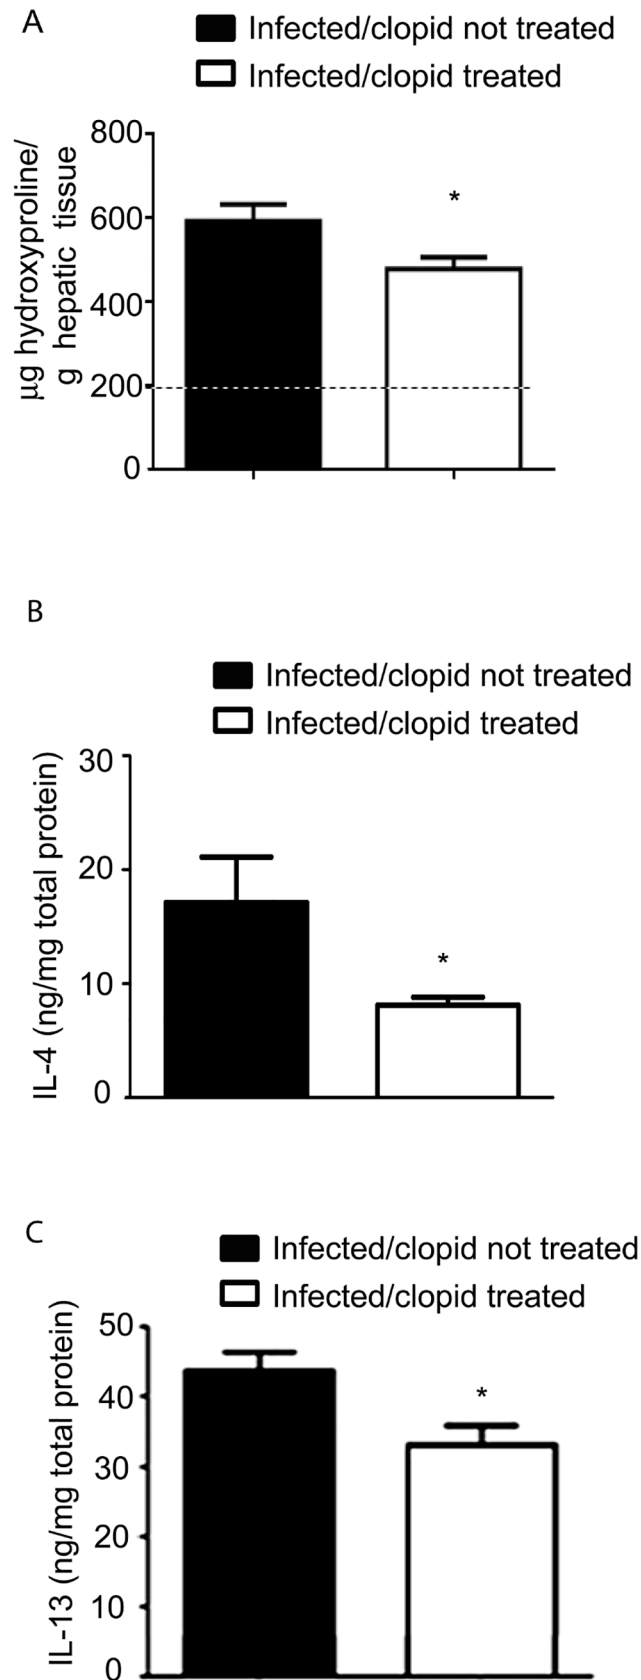 A
Infected/clopid not treated
Infected/clopid treated
µg hydroxyproline/
g hepatic tissue
800
600
400
200
0
*
B
Infected/clopid not treated
Infected/clopid treated
IL-4 (ng/mg total protein)
30
20
10
0
*
C
Infected/clopid not treated
Infected/clopid treated
IL-13 (ng/mg total protein)
50
40
30
20
10
0
*